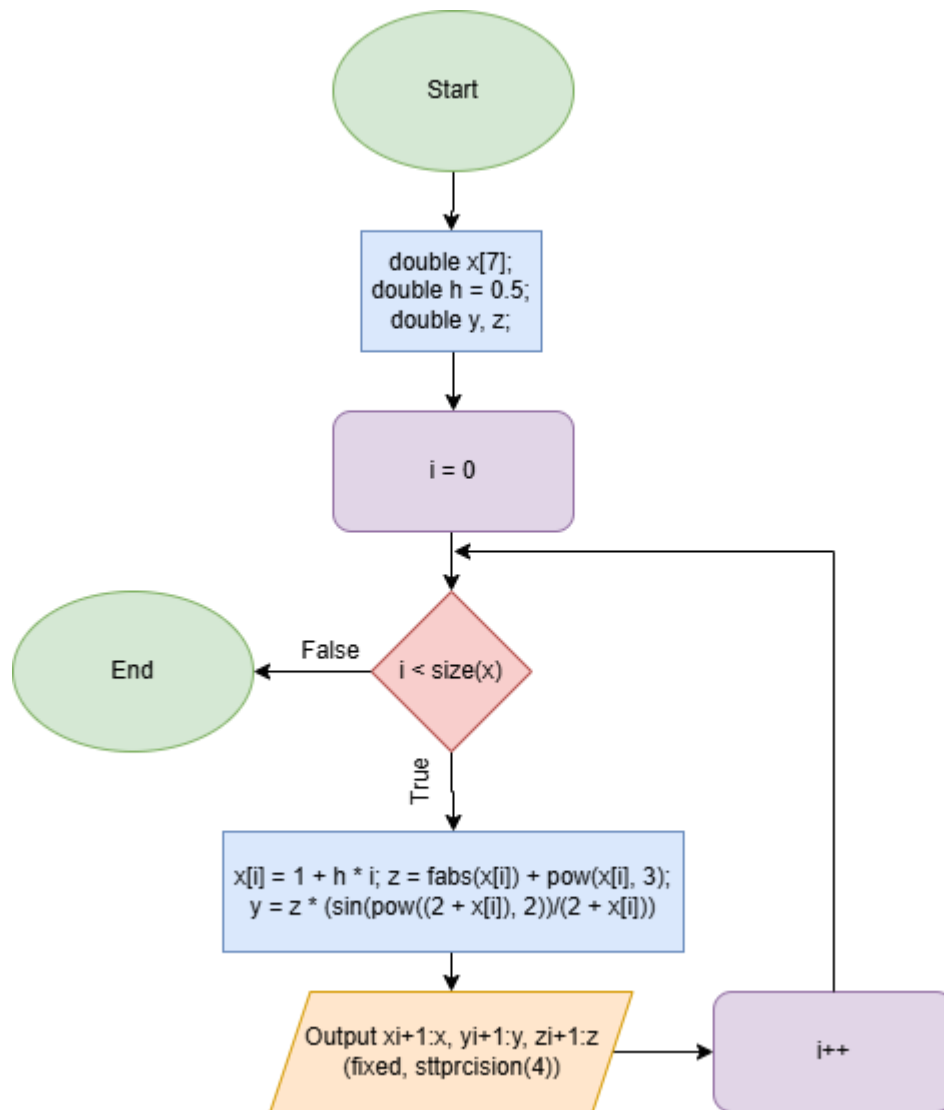 Start
double x[7];
double h = 0.5;
double y, z;
i = 0
False
End
i < size(x)
True
x[i] = 1 + h * i; z = fabs(x[i]) + pow(x[i], 3);
y = z * (sin(pow((2 + x[i]), 2))/(2 + x[i]))
Output xi+1:x, yi+1:y, zi+1:z
(fixed, sttprcision(4))
i++